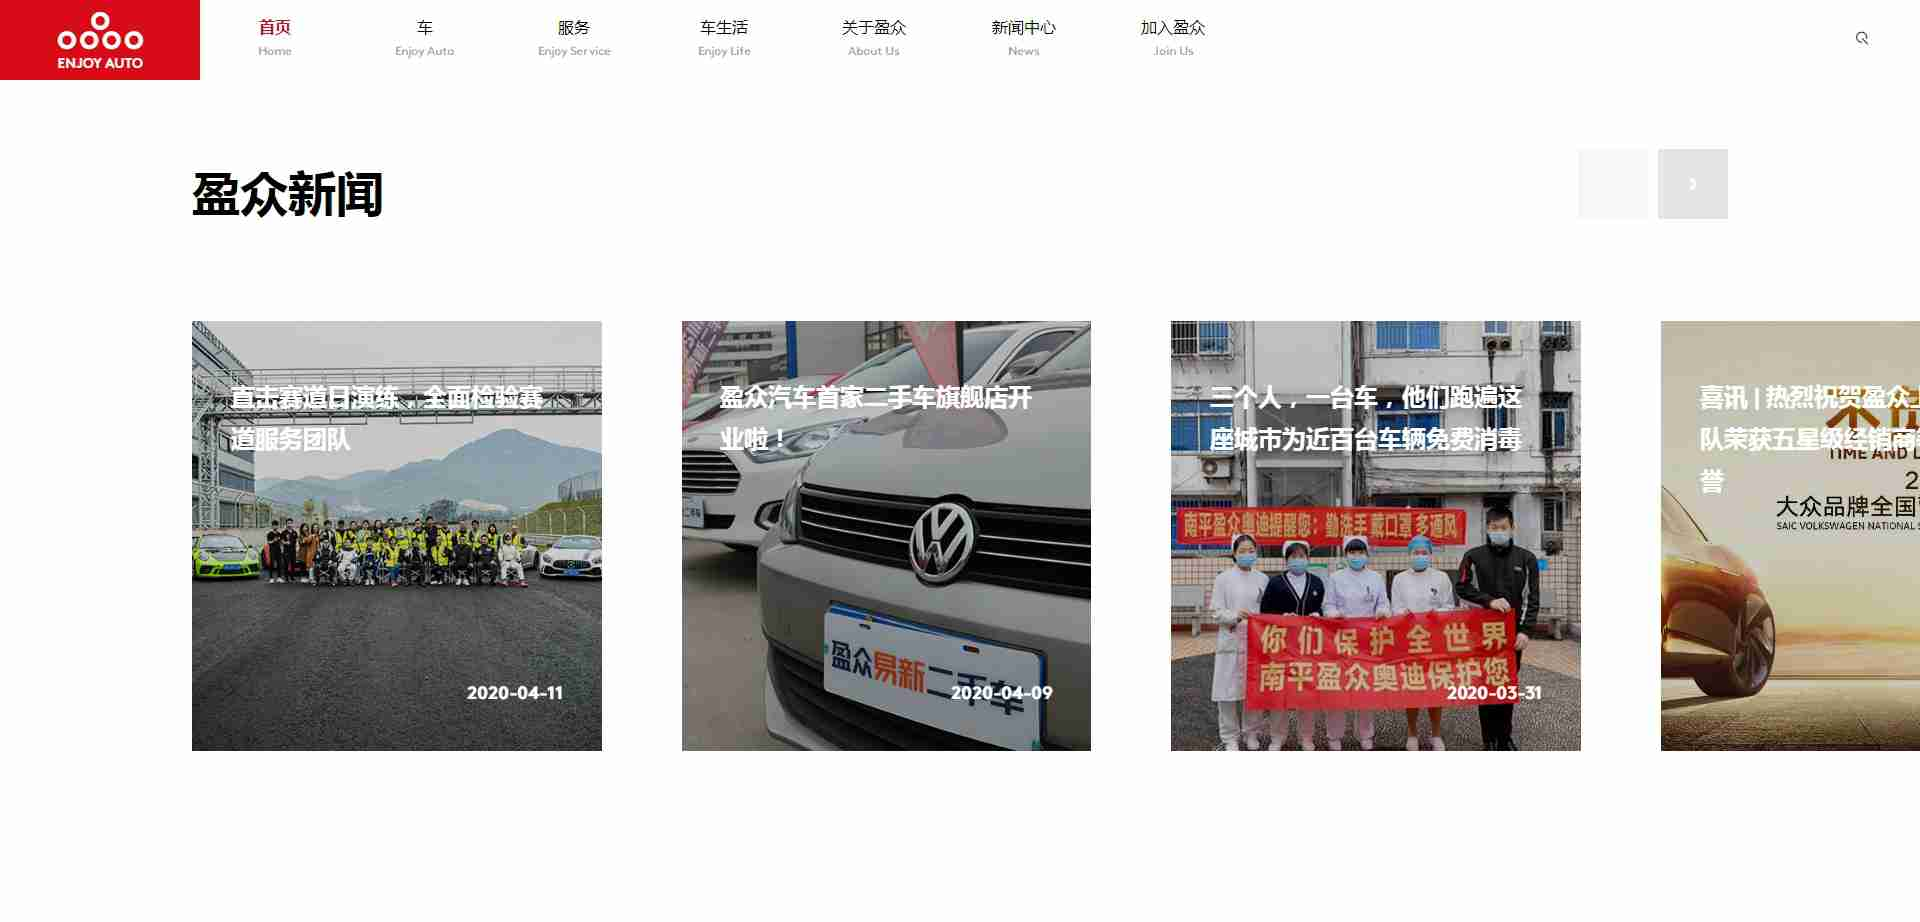 ENJOY AUTO
首页
Home
车
Enjoy Auto
服务
Enjoy Service
车生活
Enjoy Life
关于盈众
About Us
新闻中心
News
加入盈众
Join Us
盈众新闻
直击赛道日演练，全面检验赛
道服务团队
2020-04-11
盈众汽车首家二手车旗舰店开
业啦！
盈众易新二手车
2020-04-09
三个人，一台车，他们跑遍这
座城市为近百台车辆免费消毒
南平盈众奥迪提醒您：勤洗手 戴口罩 多通风
你们保护全世界
南平盈众奥迪保护您
2020-03-31
喜讯 | 热烈祝贺盈众
队荣获五星级经销商
誉
TIME AND
2
大众品牌全国
SAIC VOLKSWAGEN NATIONAL